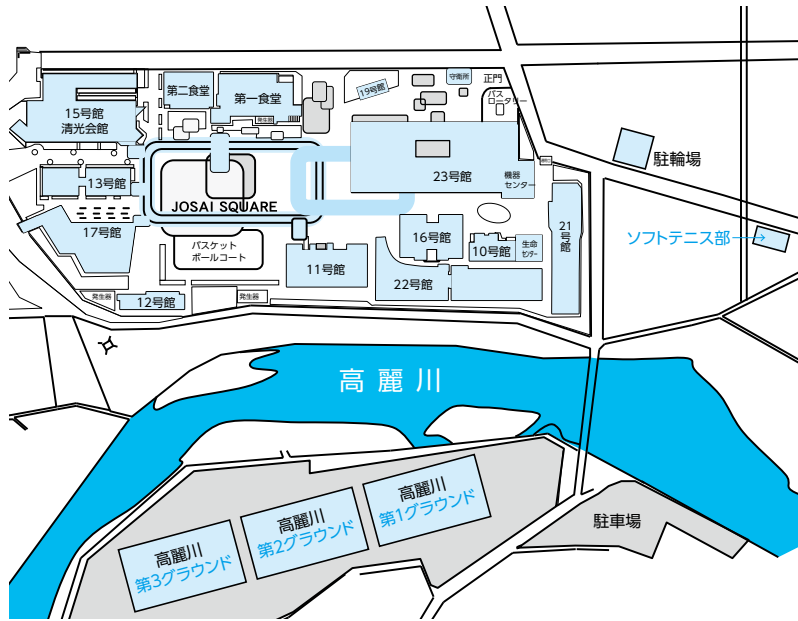 守衛所
正門
第二食堂
第一食堂
19号館
バス
ロータリー
15号館
清光会館
発生器
駐輪場
13号館
23号館
機器
センター
JOSAI SQUARE
17号館
21号館
16号館
ソフトテニス部
バスケット
ボールコート
10号館
生命
センター
11号館
22号館
発生器
12号館
発生器
高麗川
高麗川
第1グラウンド
高麗川
第2グラウンド
駐車場
高麗川
第3グラウンド